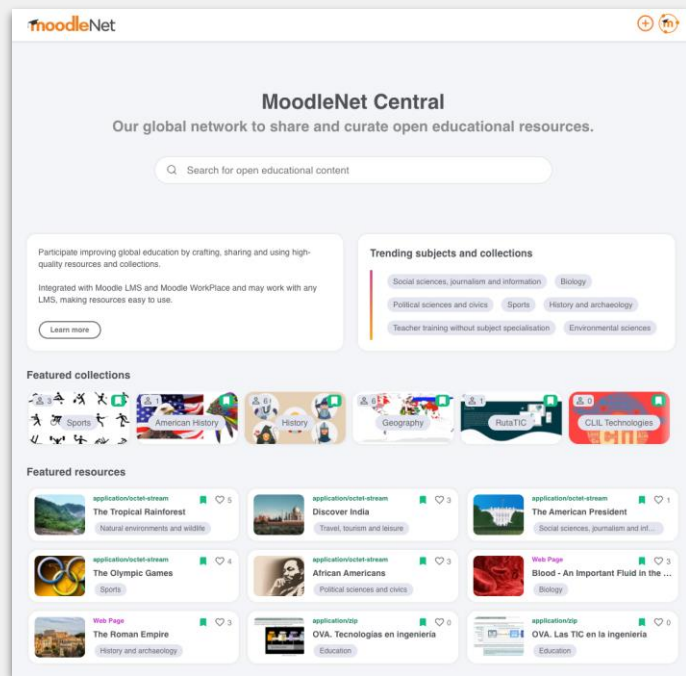 moodleNet
MoodleNet Central
Our global network to share and curate open educational resources.
Search for open educational content
Participate improving global education by crafting, sharing and using high-
quality resources and collections.
Integrated with Moodle LMS and Moodle WorkPlace and may work with any
LMS, making resources easy to use.
Learn more
Trending subjects and collections
Social sciences, journalism and information Biology
Political sciences and civics Sports History and archaeology
Teacher training without subject specialisation Environmental sciences
Featured collections
3 1 6 6 1 0
Sports American History History Geography RutaTIC CLIL Technologies
Featured resources
application/octet-stream 5
The Tropical Rainforest
Natural environments and wildlife
application/octet-stream 3
Discover India
Travel, tourism and leisure
application/octet-stream 1
The American President
Social sciences, journalism and inf...
application/octet-stream 4
The Olympic Games
Sports
application/octet-stream 3
African Americans
Political sciences and civics
Web Page 3
Blood - An Important Fluid in the ...
Biology
Web Page 3
The Roman Empire
History and archaeology
application/zip 0
OVA. Tecnologías en ingeniería
Education
application/zip 0
OVA. Las TIC en la ingeniería
Education